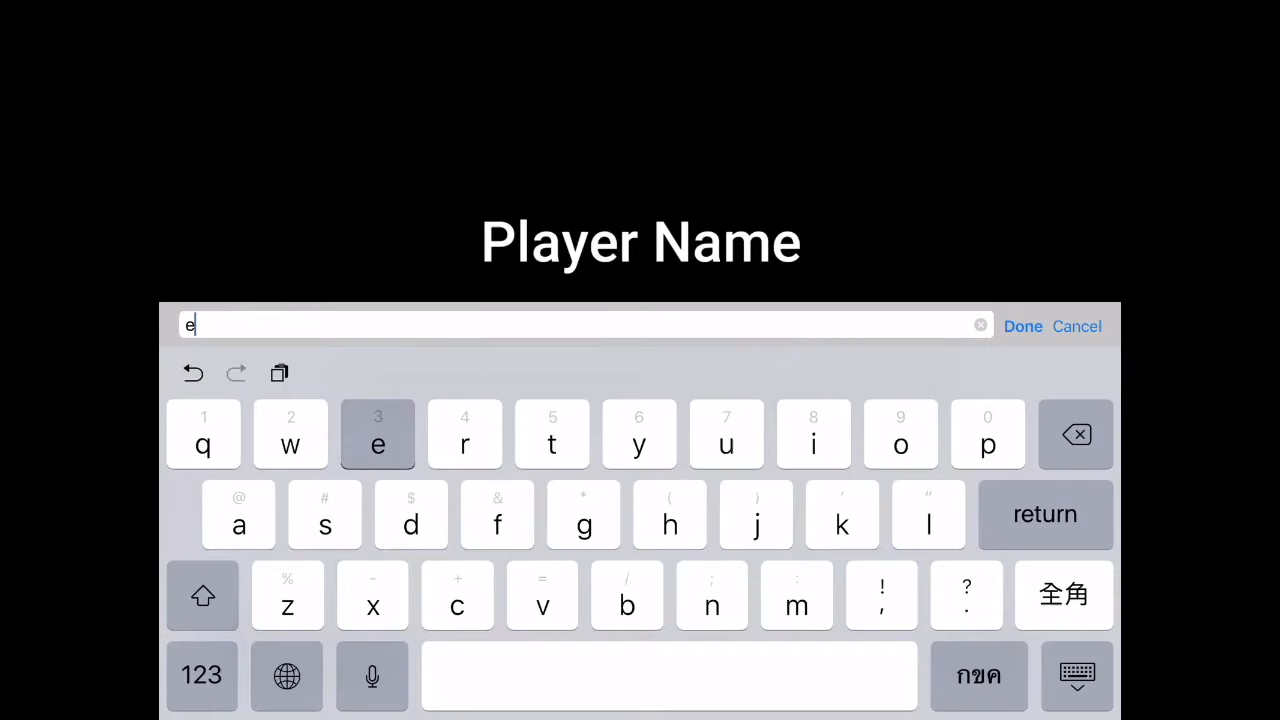 Player Name
e Done Cancel
1 2 3 4 5 6 7 8 9 0
q w e r t y u i o p
@ # $ & * ( ) ' "
a s d f g h j k l return
% - + = / ; : ! ?
z x c v b n m , . 全角
123 กขค